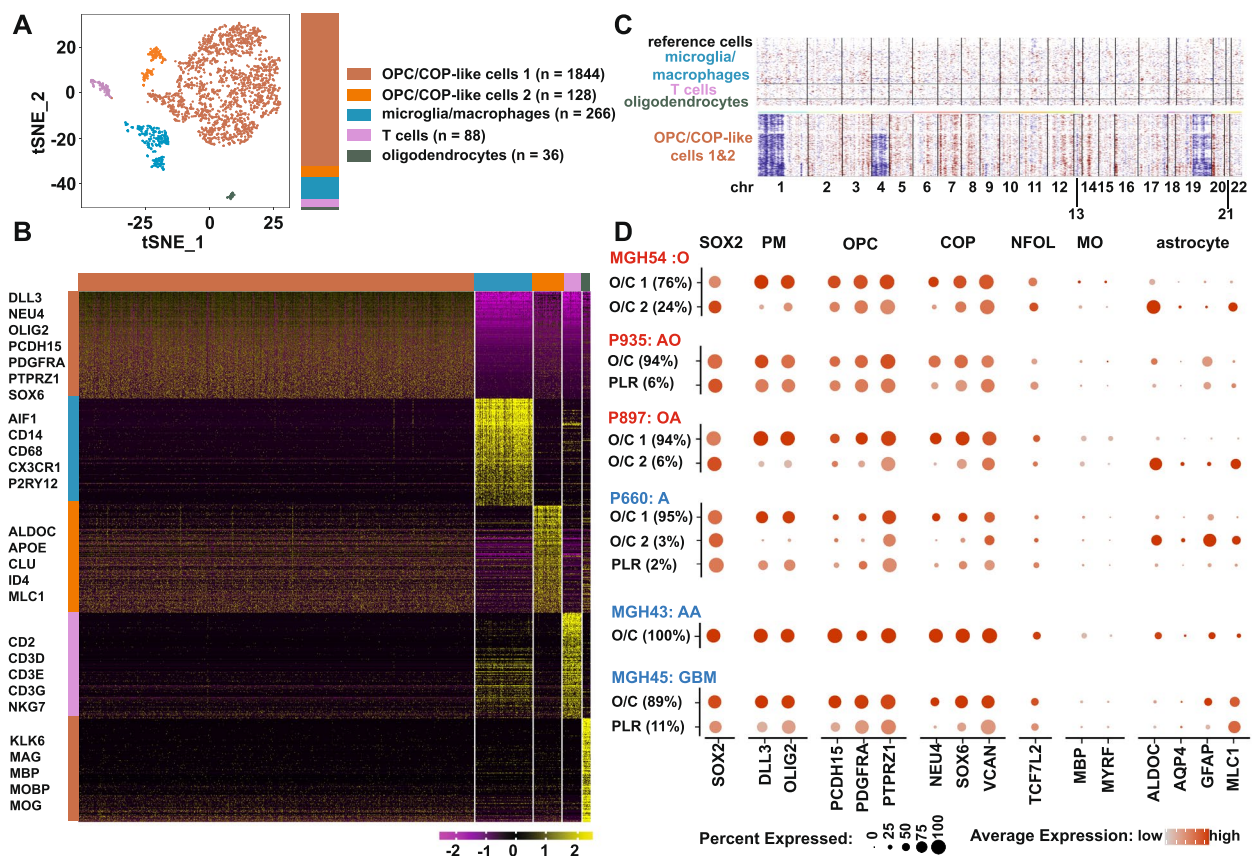 A
20
0
-20
-40
tSNE_2
-25
0
25
tSNE_1
OPC/COP-like cells 1 (n = 1844)
OPC/COP-like cells 2 (n = 128)
microglia/macrophages (n = 266)
T cells (n = 88)
oligodendrocytes (n = 36)
B
DLL3
NEU4
OLIG2
PCDH15
PDGFRA
PTPRZ1
SOX6
AIF1
CD14
CD68
CX3CR1
P2RY12
ALDOC
APOE
CLU
ID4
MLC1
CD2
CD3D
CD3E
CD3G
NKG7
KLK6
MAG
MBP
MOBP
MOG
-2 -1 0 1 2
C
reference cells
microglia/
macrophages
T cells
oligodendrocytes
OPC/COP-like
cells 1&2
chr 1 2 3 4 5 6 7 8 9 10 11 12 14 15 16 17 18 19 20 22
13 21
D
SOX2 PM OPC COP NFOL MO astrocyte
MGH54 :O
O/C 1 (76%)
O/C 2 (24%)
P935: AO
O/C (94%)
PLR (6%)
P897: OA
O/C 1 (94%)
O/C 2 (6%)
P660: A
O/C 1 (95%)
O/C 2 (3%)
PLR (2%)
MGH43: AA
O/C (100%)
MGH45: GBM
O/C (89%)
PLR (11%)
SOX2 DLL3 OLIG2 PCDH15 PDGFRA PTPRZ1 NEU4 SOX6 VCAN TCF7L2 MBP MYRF ALDOC AQP4 GFAP MLC1
Percent Expressed: 0 25 50 75 100 Average Expression: low high